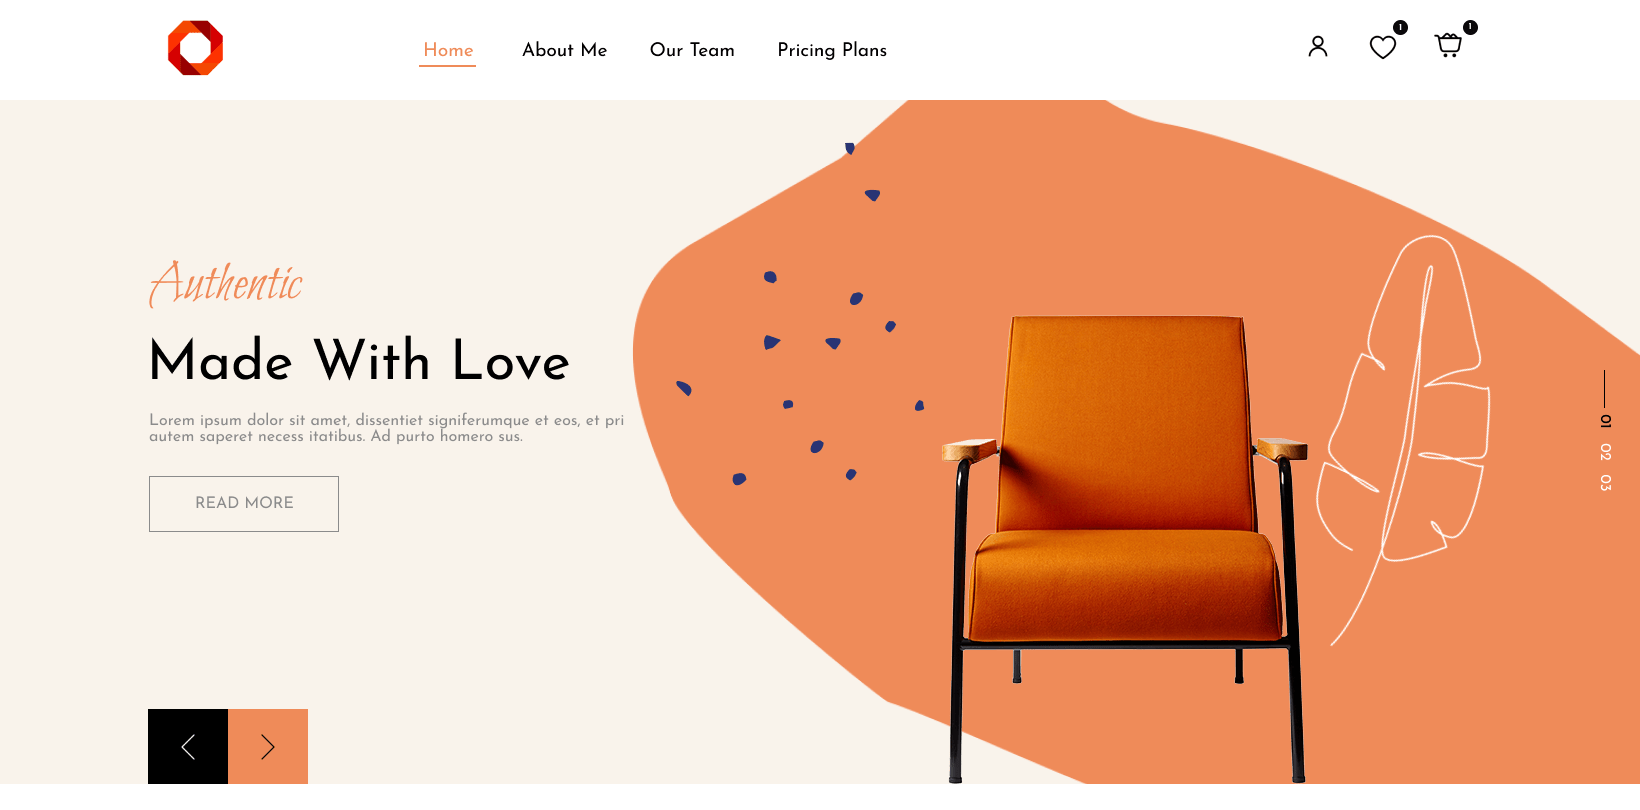 Home
About Me
Our Team
Pricing Plans
1
1
Authentic
Made With Love
Lorem ipsum dolor sit amet, dissentiet signiferumque et eos, et pri
autem saperet necess itatibus. Ad purto homero sus.
READ MORE
01
02
03